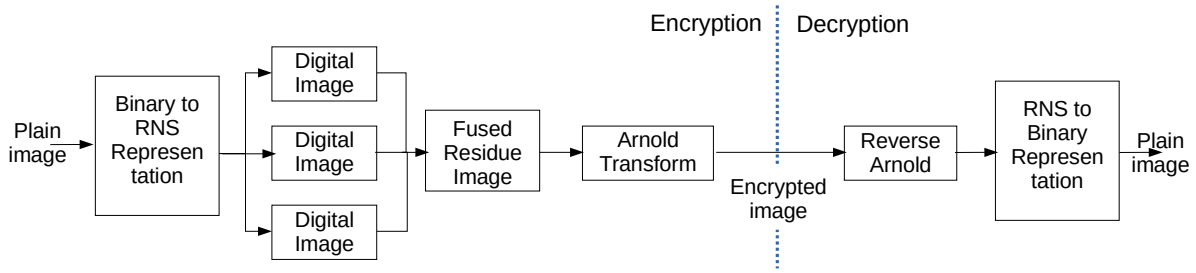 Encryption
Decryption
Plain
image
Binary to
RNS
Represen
tation
Digital
Image
Digital
Image
Digital
Image
Fused
Residue
Image
Arnold
Transform
Encrypted
image
Reverse
Arnold
RNS to
Binary
Represen
tation
Plain
image